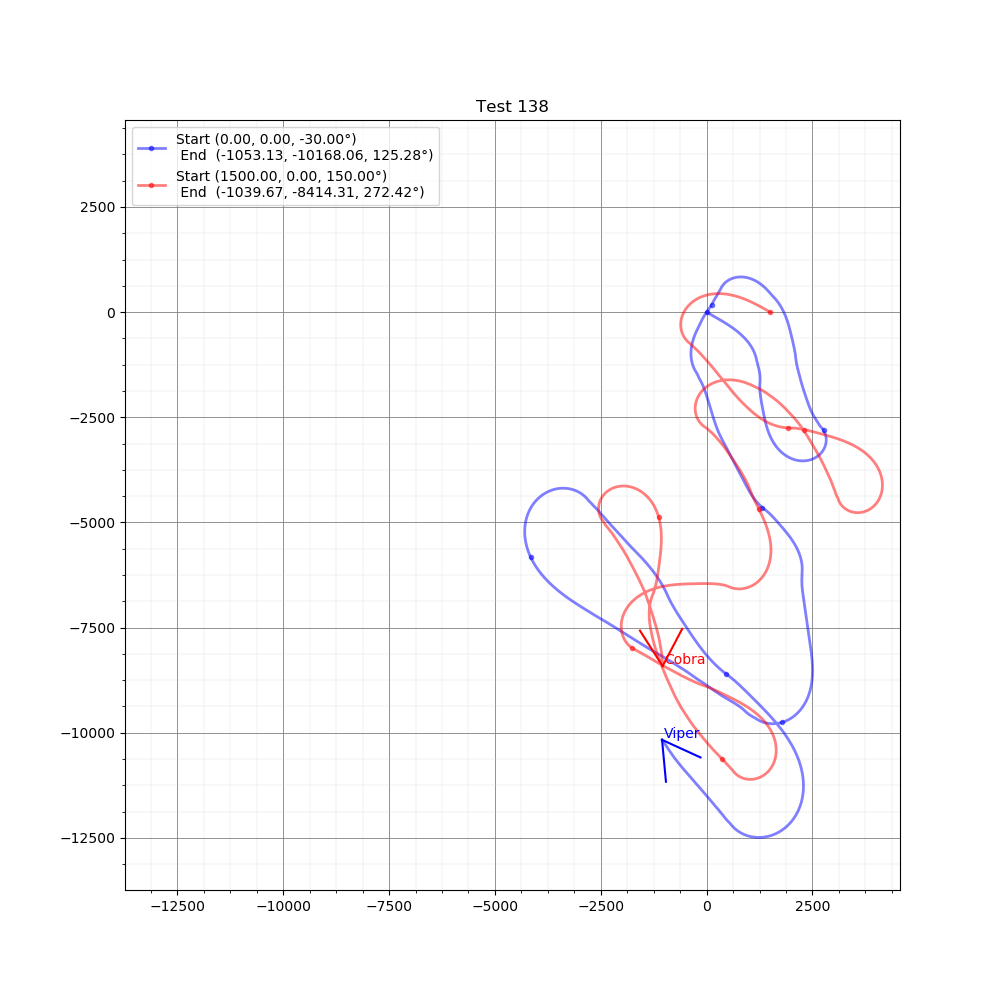 Test 138
Start (0.00, 0.00, -30.00°)
End  (-1053.13, -10168.06, 125.28°)
Start (1500.00, 0.00, 150.00°)
End  (-1039.67, -8414.31, 272.42°)
2500
0
−2500
−5000
−7500
−10000
−12500
Cobra
Viper
−12500 −10000 −7500 −5000 −2500 0 2500